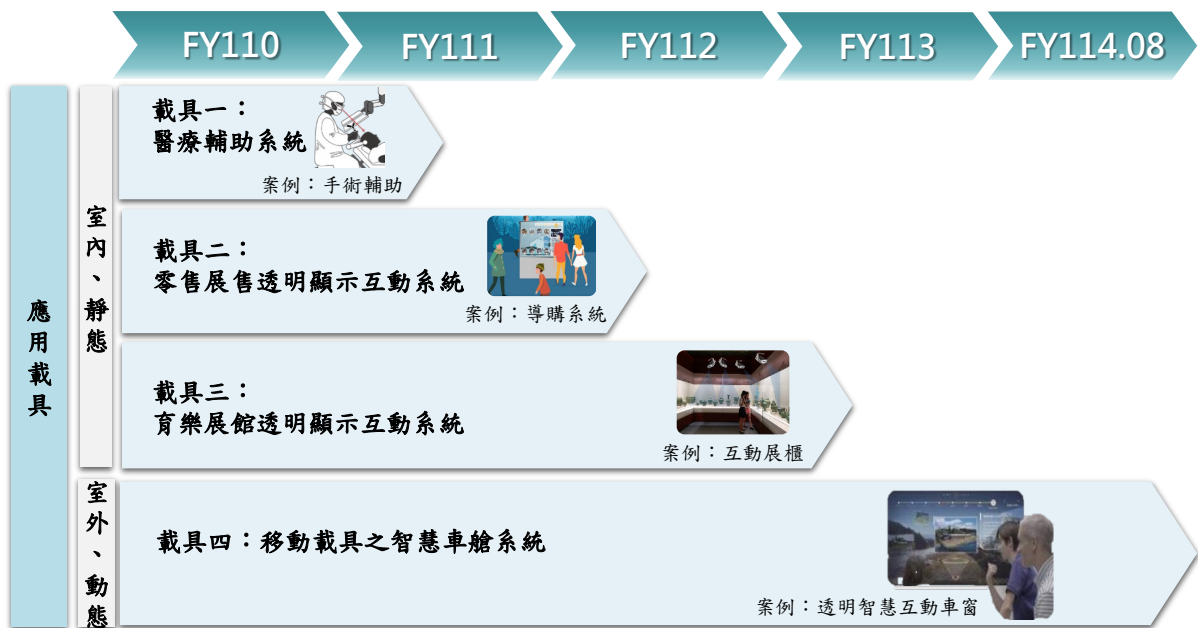 FY110
FY111
FY112
FY113
FY114.08
應用載具
室內、靜態
載具一：
醫療輔助系統
案例：手術輔助
載具二：
零售展售透明顯示互動系統
案例：導購系統
載具三：
育樂展館透明顯示互動系統
案例：互動展櫃
室外、動態
載具四：移動載具之智慧車艙系統
案例：透明智慧互動車窗